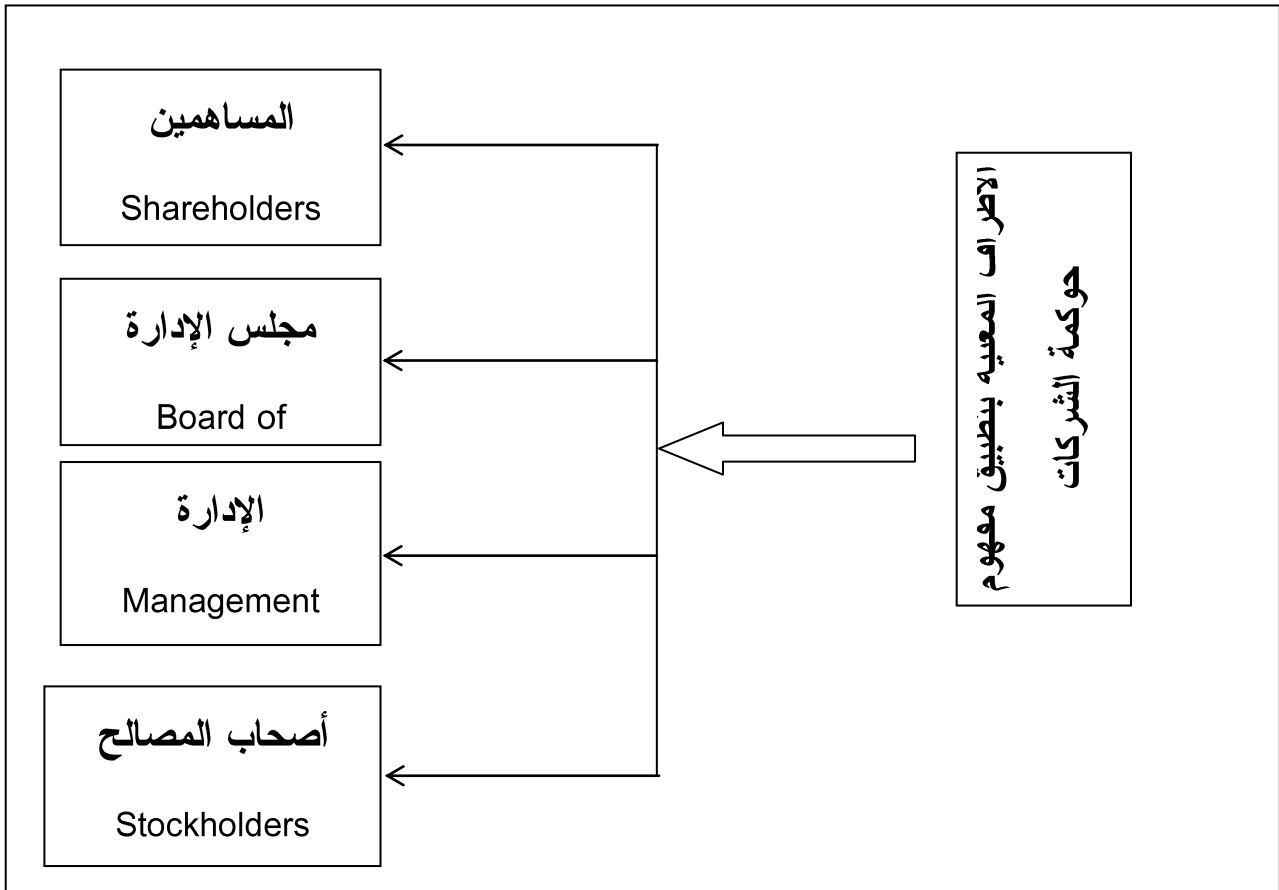 الاطراف المعنيه بتطبيق مفهوم
حوكمة الشركات
المساهمين
Shareholders
مجلس الإدارة
Board of
الإدارة
Management
أصحاب المصالح
Stockholders